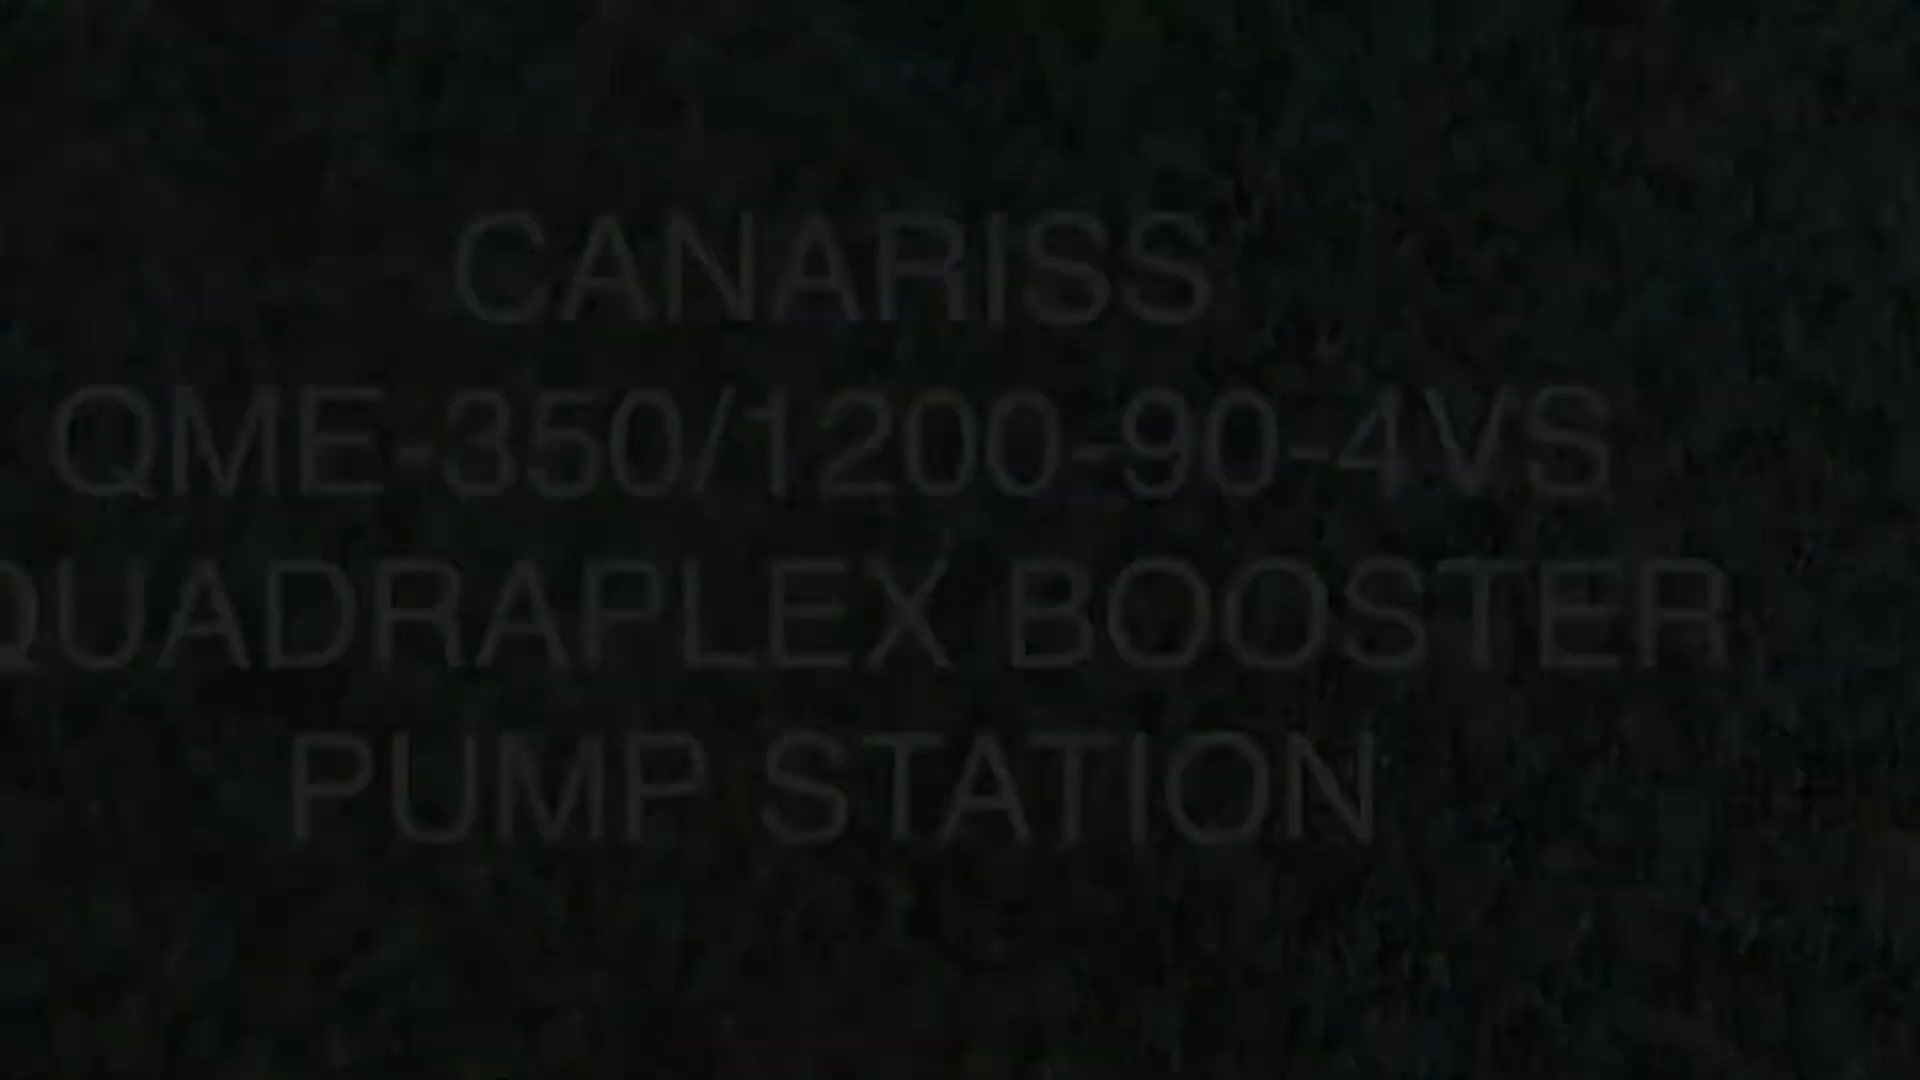 CANARISS
QME-350/1200-90-4VS
QUADRAPLEX BOOSTER
PUMP STATION